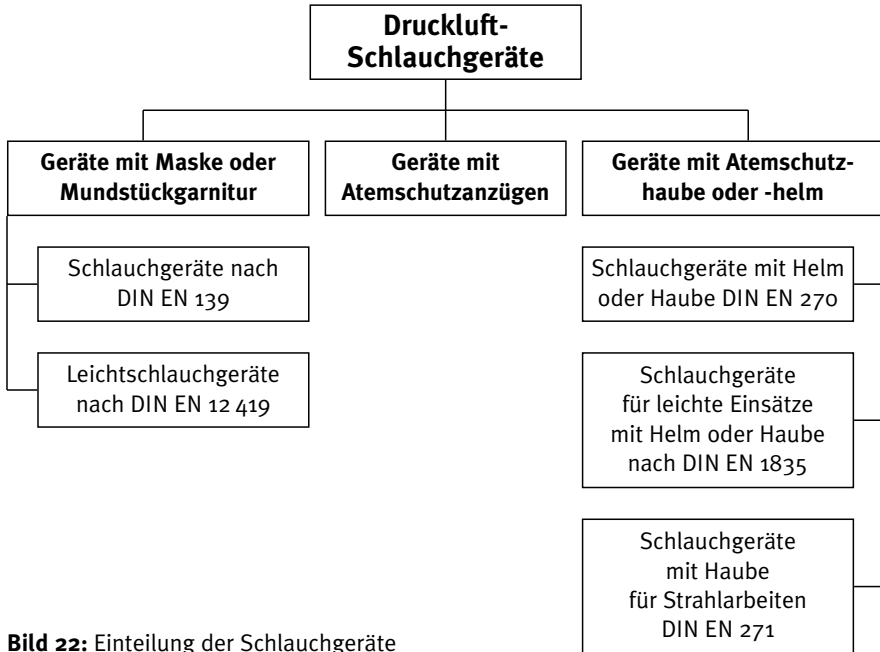 Druckluft-
Schlauchgeräte
Geräte mit Maske oder
Mundstückgarnitur
Geräte mit
Atemschutzanzügen
Geräte mit Atemschutz-
haube oder -helm
Schlauchgeräte nach
DIN EN 139
Schlauchgeräte mit Helm
oder Haube DIN EN 270
Leichtschlauchgeräte
nach DIN EN 12 419
Schlauchgeräte
für leichte Einsätze
mit Helm oder Haube
nach DIN EN 1835
Schlauchgeräte
mit Haube
für Strahlarbeiten
DIN EN 271
Bild 22: Einteilung der Schlauchgeräte